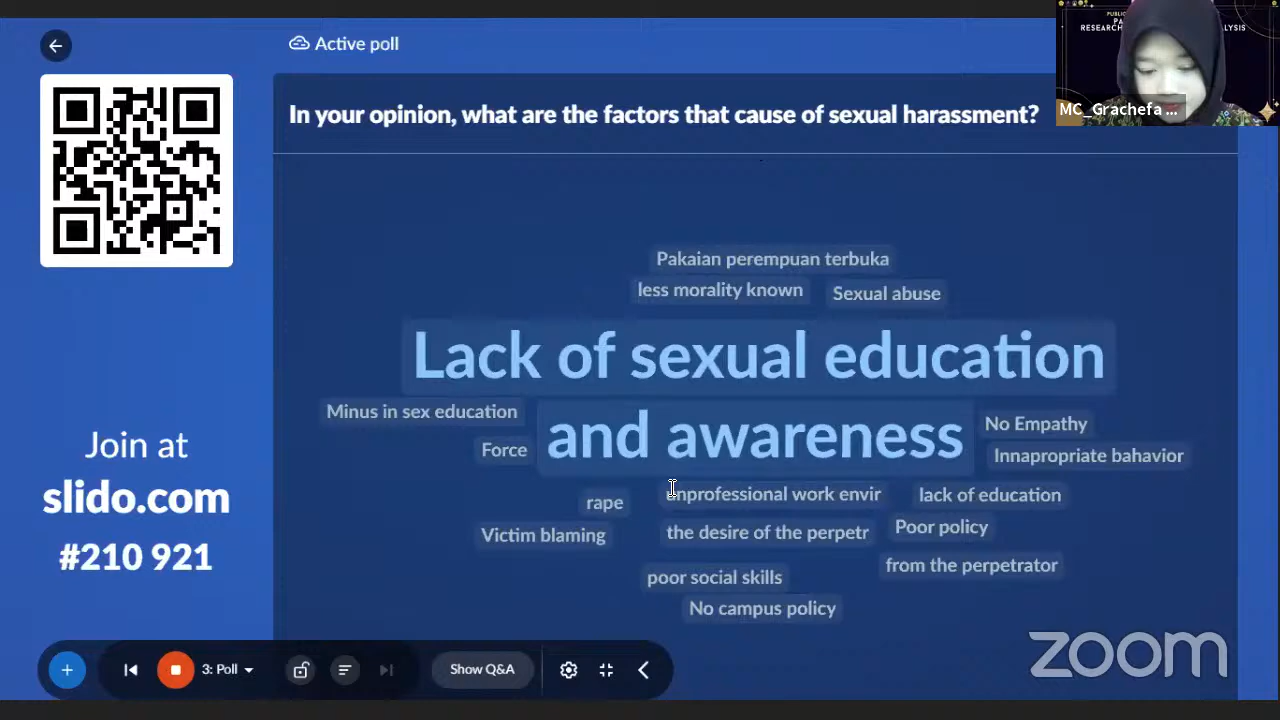 Active poll
In your opinion, what are the factors that cause of sexual harassment?
RESEARCH
ALYSIS
MC_Grachefa ...
Pakaian perempuan terbuka
less morality known
Sexual abuse
Lack of sexual education
and awareness
Minus in sex education
Force
No Empathy
Innapropriate bahavior
rape
unprofessional work envir
lack of education
Victim blaming
the desire of the perpetr
Poor policy
from the perpetrator
poor social skills
No campus policy
Join at
slido.com
#210 921
3: Poll
Show Q&A
zoom